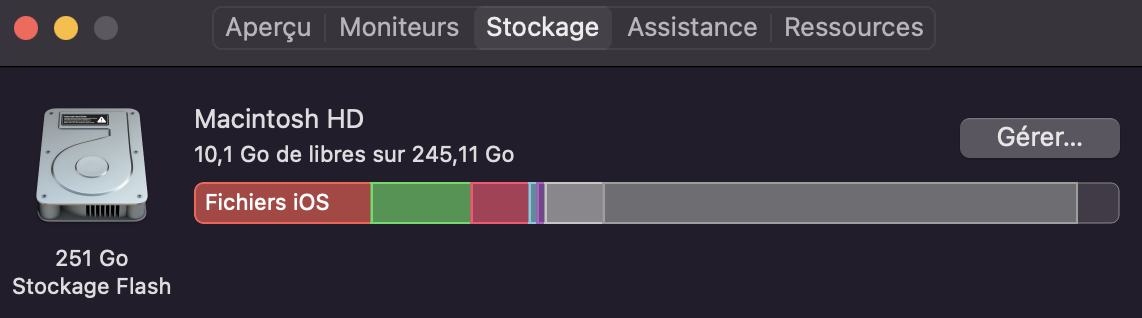 Aperçu Moniteurs Stockage Assistance Ressources
Macintosh HD
10,1 Go de libres sur 245,11 Go
Gérer...
Fichiers iOS
251 Go
Stockage Flash